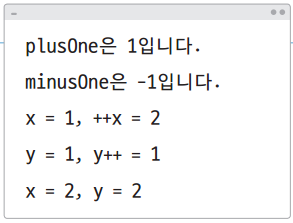 plusOne은 1입니다.
minusOne은 -1입니다.
x = 1, ++x = 2
y = 1, y++ = 1
x = 2, y = 2